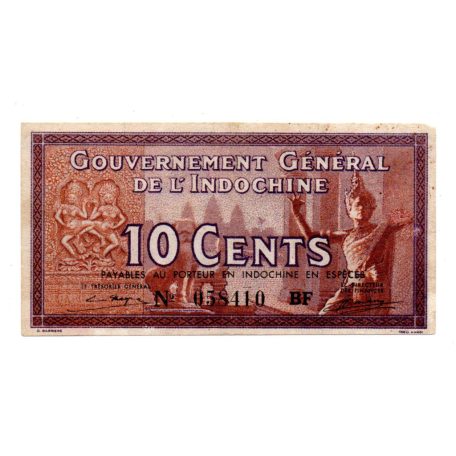 GOUVERNEMENT GÉNÉRAL
DE L'INDOCHINE
10 CENTS
PAYABLES AU PORTEUR EN INDOCHINE EN ESPÈCES
LE TRÉSORIER GÉNÉRAL
LE DIRECTEUR
DES FINANCES
Nº 058410 BF